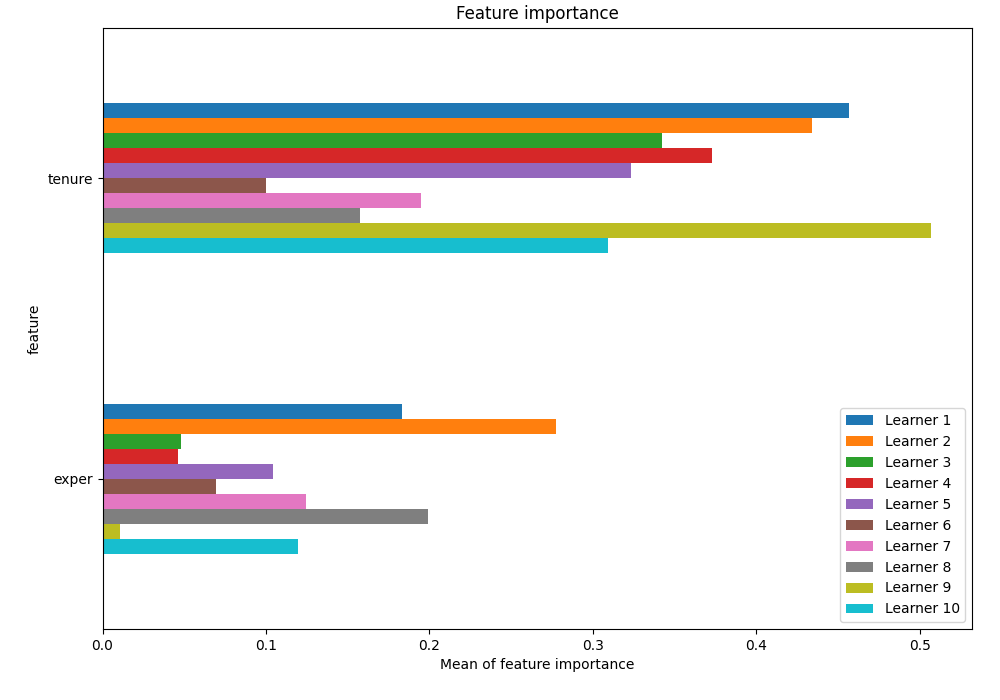 Feature importance
tenure
feature
exper
Learner 1
Learner 2
Learner 3
Learner 4
Learner 5
Learner 6
Learner 7
Learner 8
Learner 9
Learner 10
0.0 0.1 0.2 0.3 0.4 0.5
Mean of feature importance